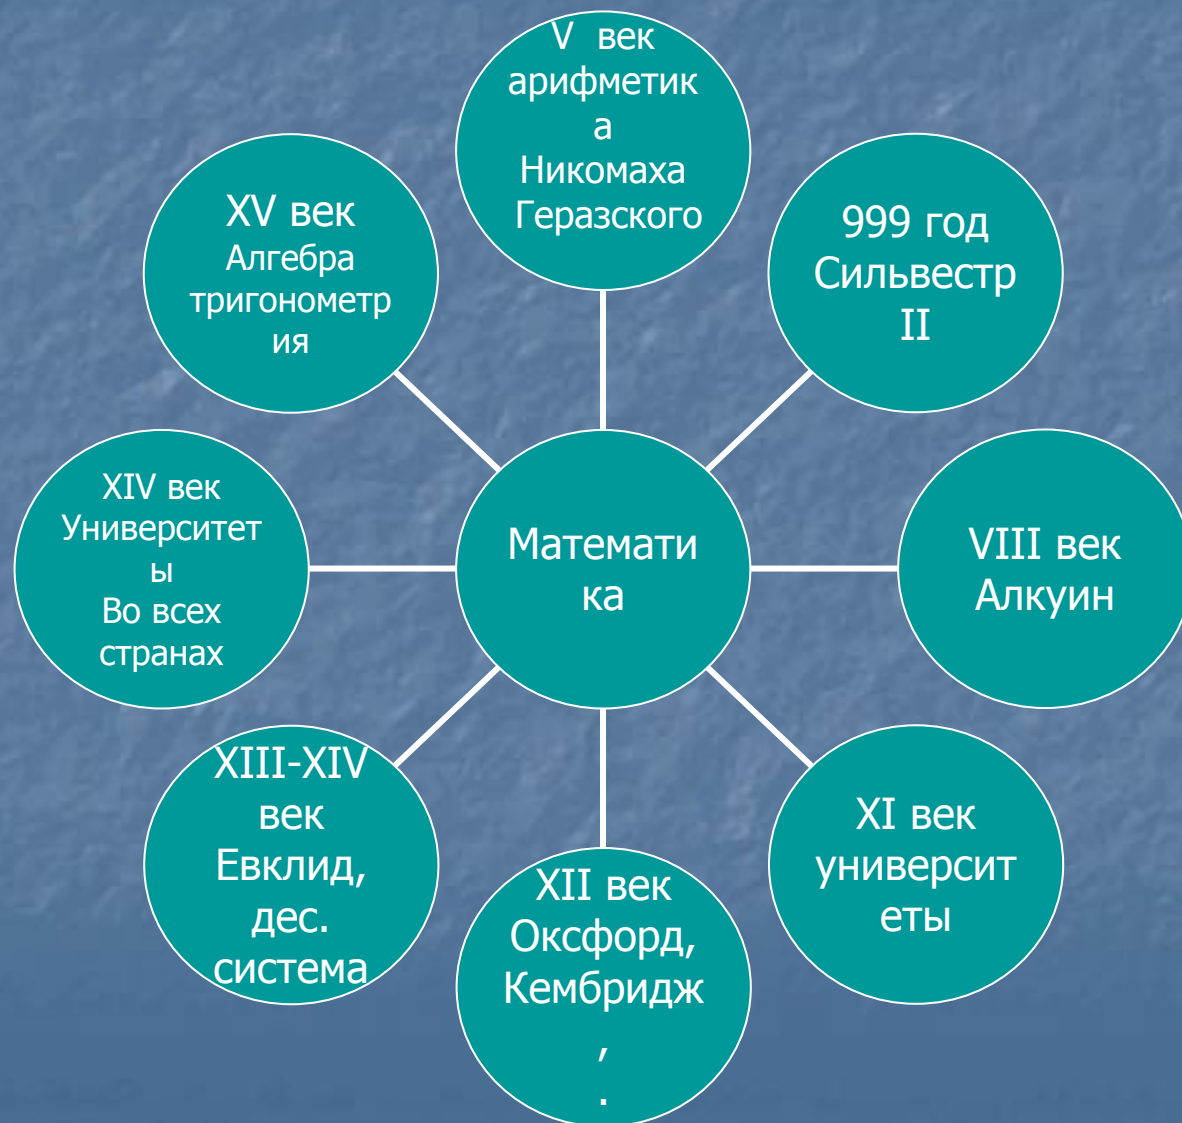 V век
арифметик
а
Никомаха
Геразского
999 год
Сильвестр
II
VIII век
Алкуин
XI век
университ
еты
XII век
Оксфорд,
Кембридж
,
.
XIII-XIV
век
Евклид,
дес.
система
XIV век
Университет
ы
Во всех
странах
XV век
Алгебра
тригонометр
ия
Математи
ка